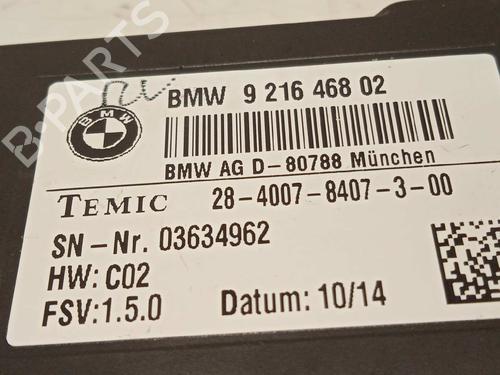 B-PARTS
BMW
BMW 9 216 468 02
BMW AG D-80788 München
TEMIC 28-4007-8407-3-00
SN-Nr. 03634962
HW: C02
FSV:1.5.0 Datum: 10/14